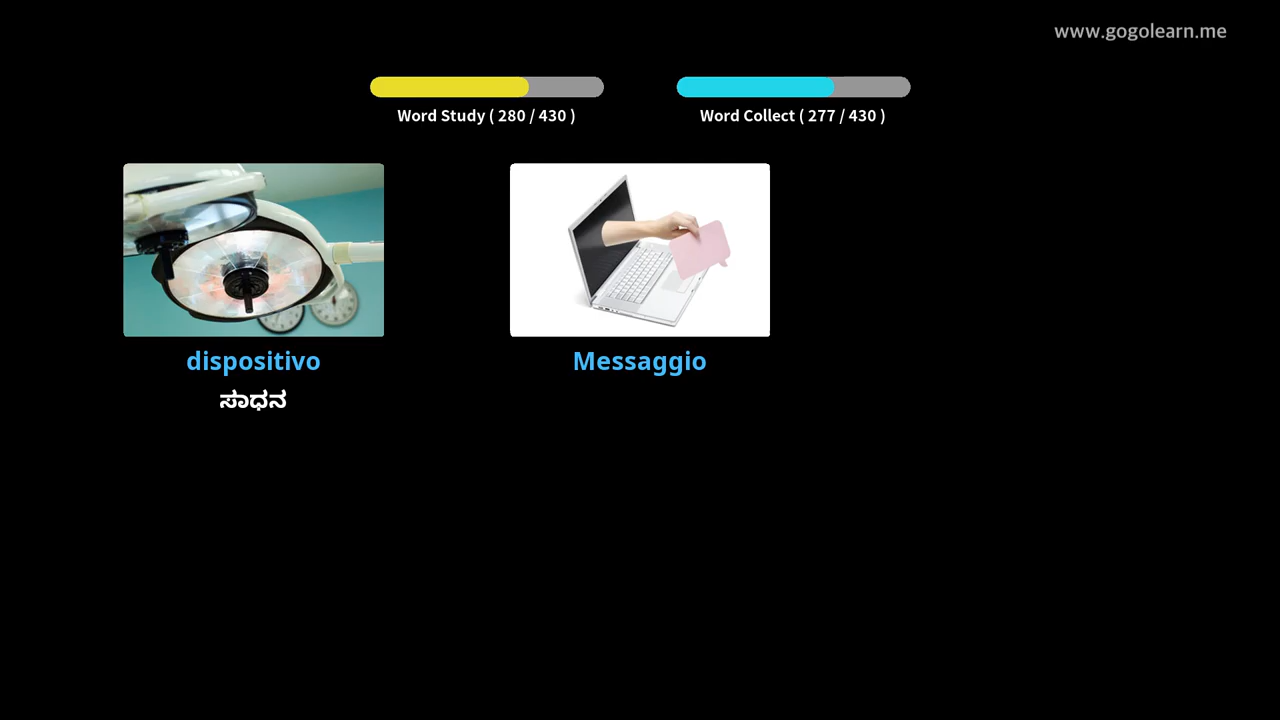 www.gogolearn.me
Word Study ( 280 / 430 )
Word Collect ( 277 / 430 )
dispositivo
Messaggio
ಸಾಧನ